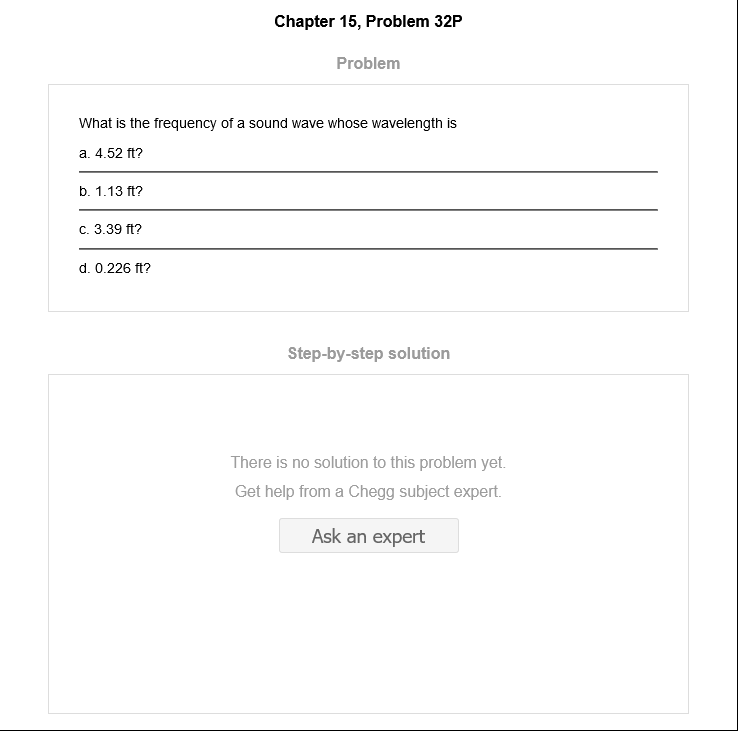 Chapter 15, Problem 32P
Problem
What is the frequency of a sound wave whose wavelength is
a. 4.52 ft?
b. 1.13 ft?
c. 3.39 ft?
d. 0.226 ft?
Step-by-step solution
There is no solution to this problem yet.
Get help from a Chegg subject expert.
Ask an expert